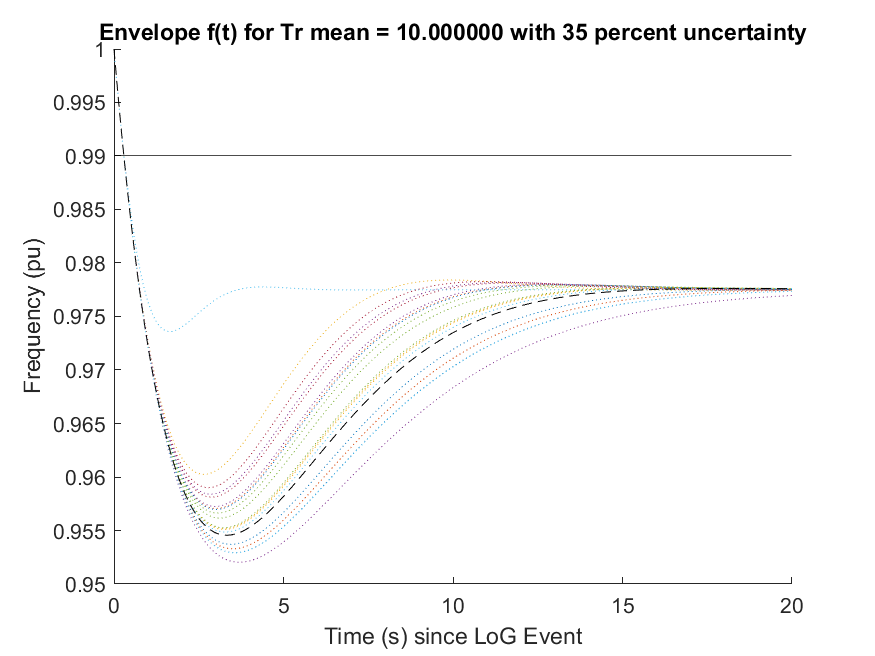 Envelope f(t) for Tr mean = 10.000000 with 35 percent uncertainty
1
0.995
0.99
0.985
0.98
0.975
0.97
0.965
0.96
0.955
0.95
Frequency (pu)
0 5 10 15 20
Time (s) since LoG Event